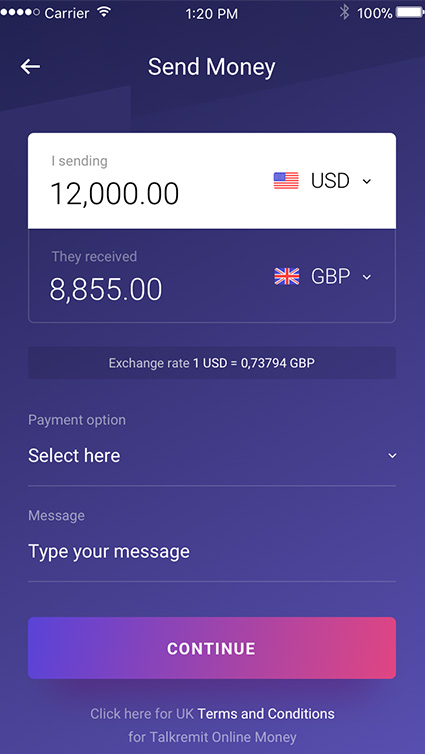 Carrier 1:20 PM 100%
Send Money
I sending
12,000.00 USD
They received
8,855.00 GBP
Exchange rate 1 USD = 0,73794 GBP
Payment option
Select here
Message
Type your message
CONTINUE
Click here for UK Terms and Conditions
for Talkremit Online Money